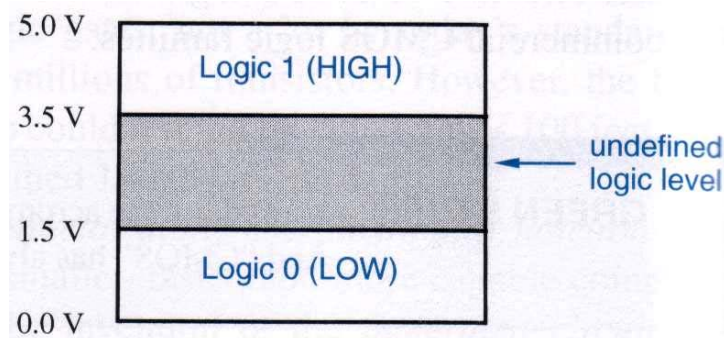 5.0 V
Logic 1 (HIGH)
3.5 V
undefined
logic level
1.5 V
Logic 0 (LOW)
0.0 V